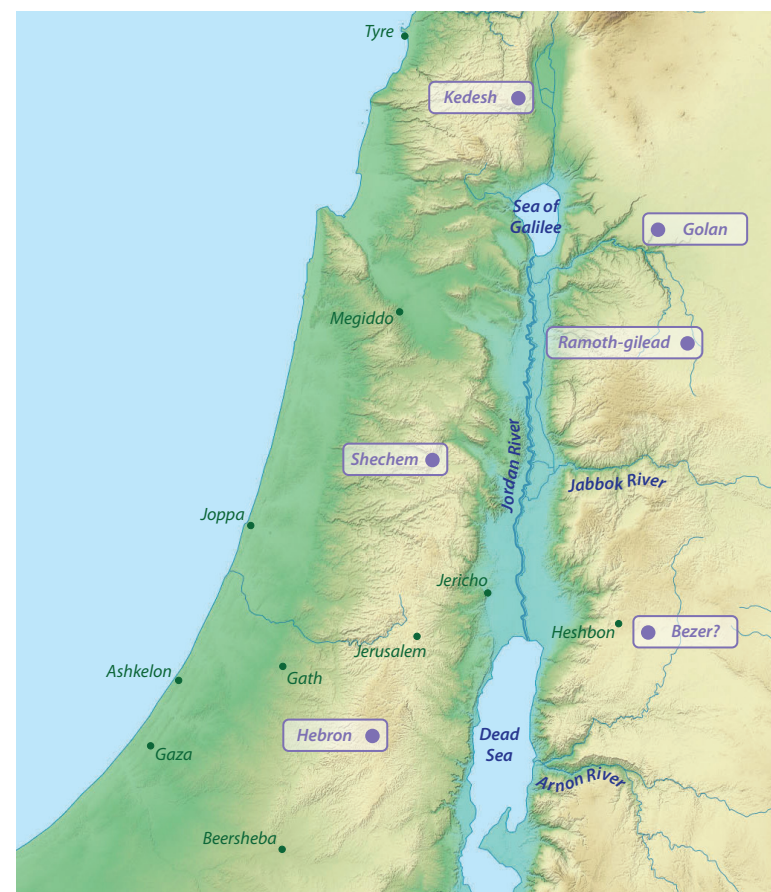 Tyre
Kedesh
Sea of
Galilee
Golan
Megiddo
Ramoth-gilead
Shechem
Jordan River
Jabbok River
Joppa
Jericho
Heshbon
Bezer?
Jerusalem
Ashkelon
Gath
Hebron
Dead
Sea
Gaza
Arnon River
Beersheba